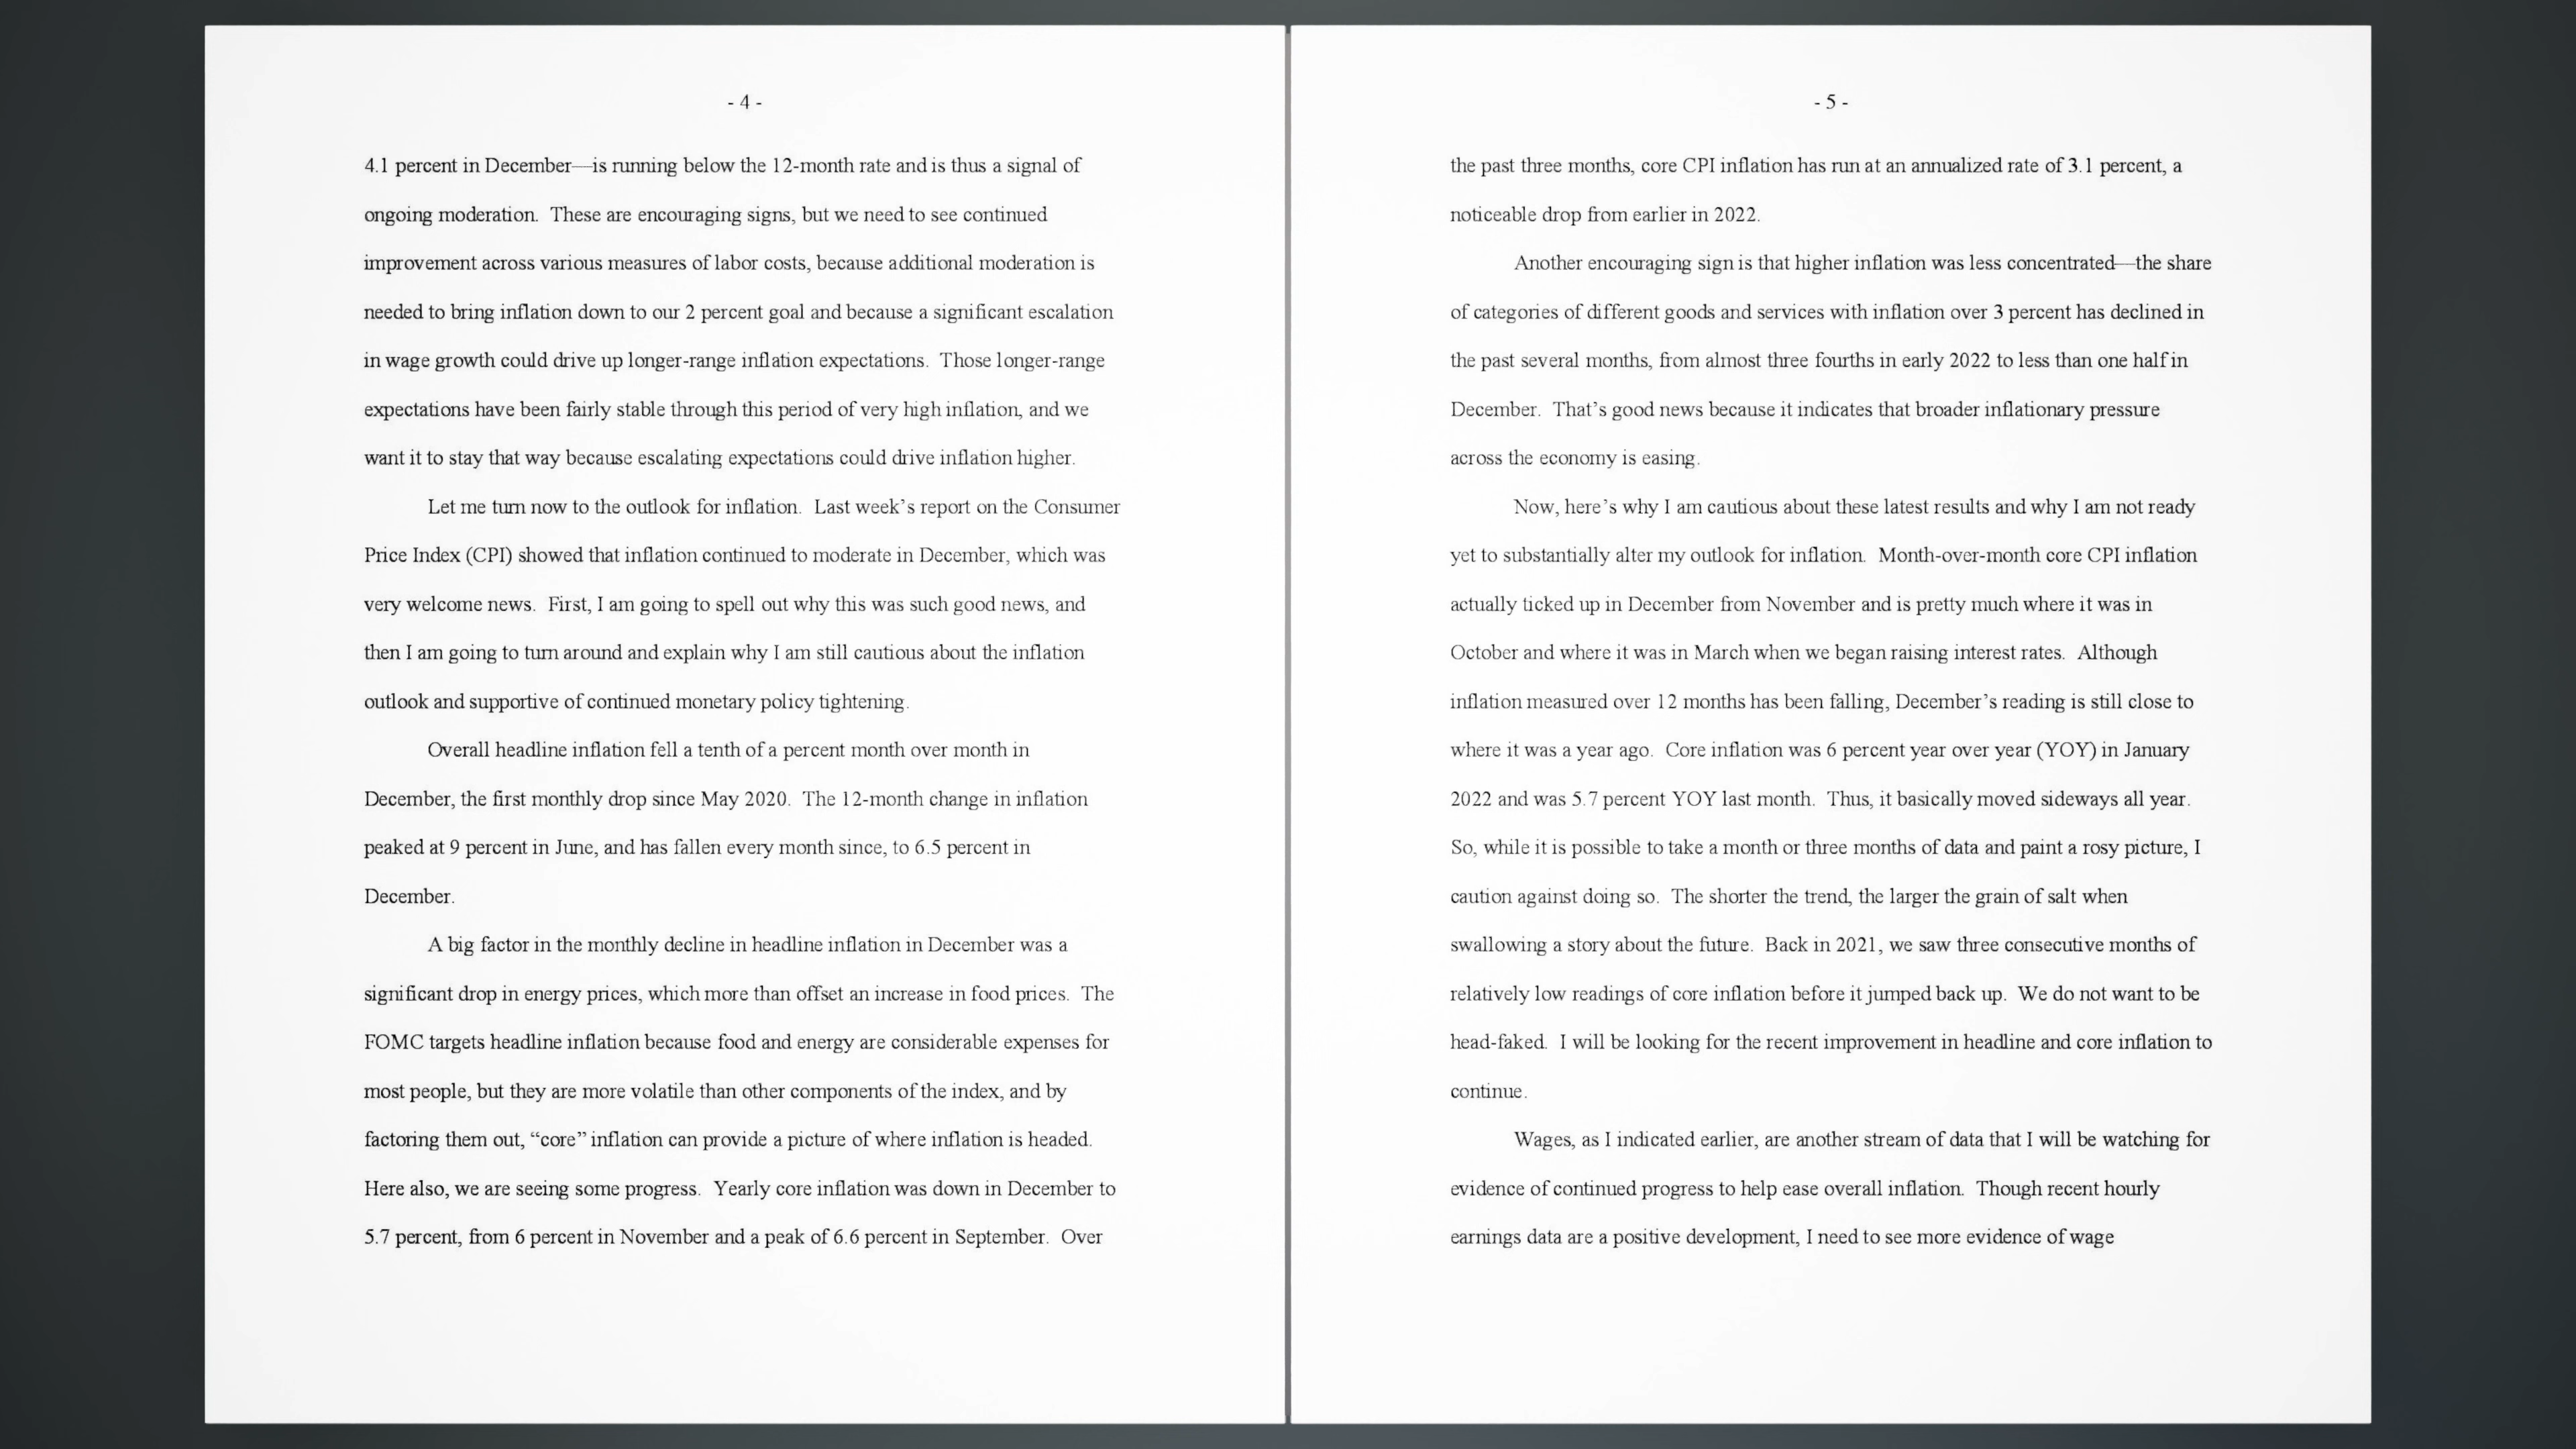 - 4 -
4.1 percent in December—is running below the 12-month rate and is thus a signal of
ongoing moderation.  These are encouraging signs, but we need to see continued
improvement across various measures of labor costs, because additional moderation is
needed to bring inflation down to our 2 percent goal and because a significant escalation
in wage growth could drive up longer-range inflation expectations.  Those longer-range
expectations have been fairly stable through this period of very high inflation, and we
want it to stay that way because escalating expectations could drive inflation higher.
Let me turn now to the outlook for inflation.  Last week’s report on the Consumer
Price Index (CPI) showed that inflation continued to moderate in December, which was
very welcome news.  First, I am going to spell out why this was such good news, and
then I am going to turn around and explain why I am still cautious about the inflation
outlook and supportive of continued monetary policy tightening.
Overall headline inflation fell a tenth of a percent month over month in
December, the first monthly drop since May 2020.  The 12-month change in inflation
peaked at 9 percent in June, and has fallen every month since, to 6.5 percent in
December.
A big factor in the monthly decline in headline inflation in December was a
significant drop in energy prices, which more than offset an increase in food prices.  The
FOMC targets headline inflation because food and energy are considerable expenses for
most people, but they are more volatile than other components of the index, and by
factoring them out, “core” inflation can provide a picture of where inflation is headed.
Here also, we are seeing some progress.  Yearly core inflation was down in December to
5.7 percent, from 6 percent in November and a peak of 6.6 percent in September.  Over
- 5 -
the past three months, core CPI inflation has run at an annualized rate of 3.1 percent, a
noticeable drop from earlier in 2022.
Another encouraging sign is that higher inflation was less concentrated—the share
of categories of different goods and services with inflation over 3 percent has declined in
the past several months, from almost three fourths in early 2022 to less than one half in
December.  That’s good news because it indicates that broader inflationary pressure
across the economy is easing.
Now, here’s why I am cautious about these latest results and why I am not ready
yet to substantially alter my outlook for inflation.  Month-over-month core CPI inflation
actually ticked up in December from November and is pretty much where it was in
October and where it was in March when we began raising interest rates.  Although
inflation measured over 12 months has been falling, December’s reading is still close to
where it was a year ago.  Core inflation was 6 percent year over year (YOY) in January
2022 and was 5.7 percent YOY last month.  Thus, it basically moved sideways all year.
So, while it is possible to take a month or three months of data and paint a rosy picture, I
caution against doing so.  The shorter the trend, the larger the grain of salt when
swallowing a story about the future.  Back in 2021, we saw three consecutive months of
relatively low readings of core inflation before it jumped back up.  We do not want to be
head-faked.  I will be looking for the recent improvement in headline and core inflation to
continue.
Wages, as I indicated earlier, are another stream of data that I will be watching for
evidence of continued progress to help ease overall inflation.  Though recent hourly
earnings data are a positive development, I need to see more evidence of wage